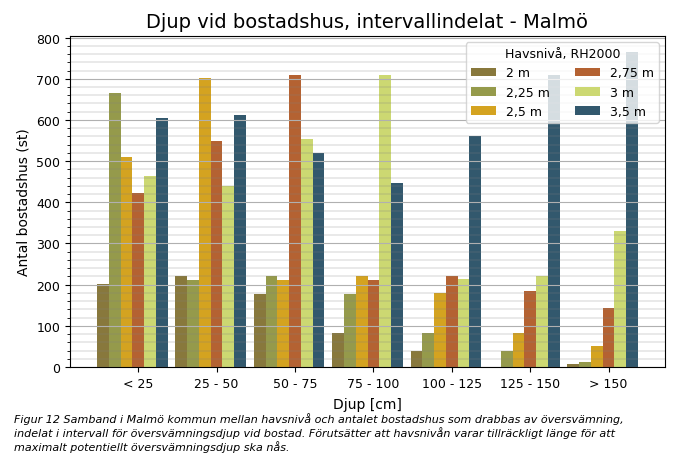 Djup vid bostadshus, intervallindelat - Malmö
Havsnivå, RH2000
2 m
2,25 m
2,5 m
2,75 m
3 m
3,5 m
Antal bostadshus (st)
800
700
600
500
400
300
200
100
0
< 25
25 - 50
50 - 75
75 - 100
100 - 125
125 - 150
> 150
Djup [cm]
Figur 12 Samband i Malmö kommun mellan havsnivå och antalet bostadshus som drabbas av översvämning,
indelat i intervall för översvämningsdjup vid bostad. Förutsätter att havsnivån varar tillräckligt länge för att
maximalt potentiellt översvämningsdjup ska nås.